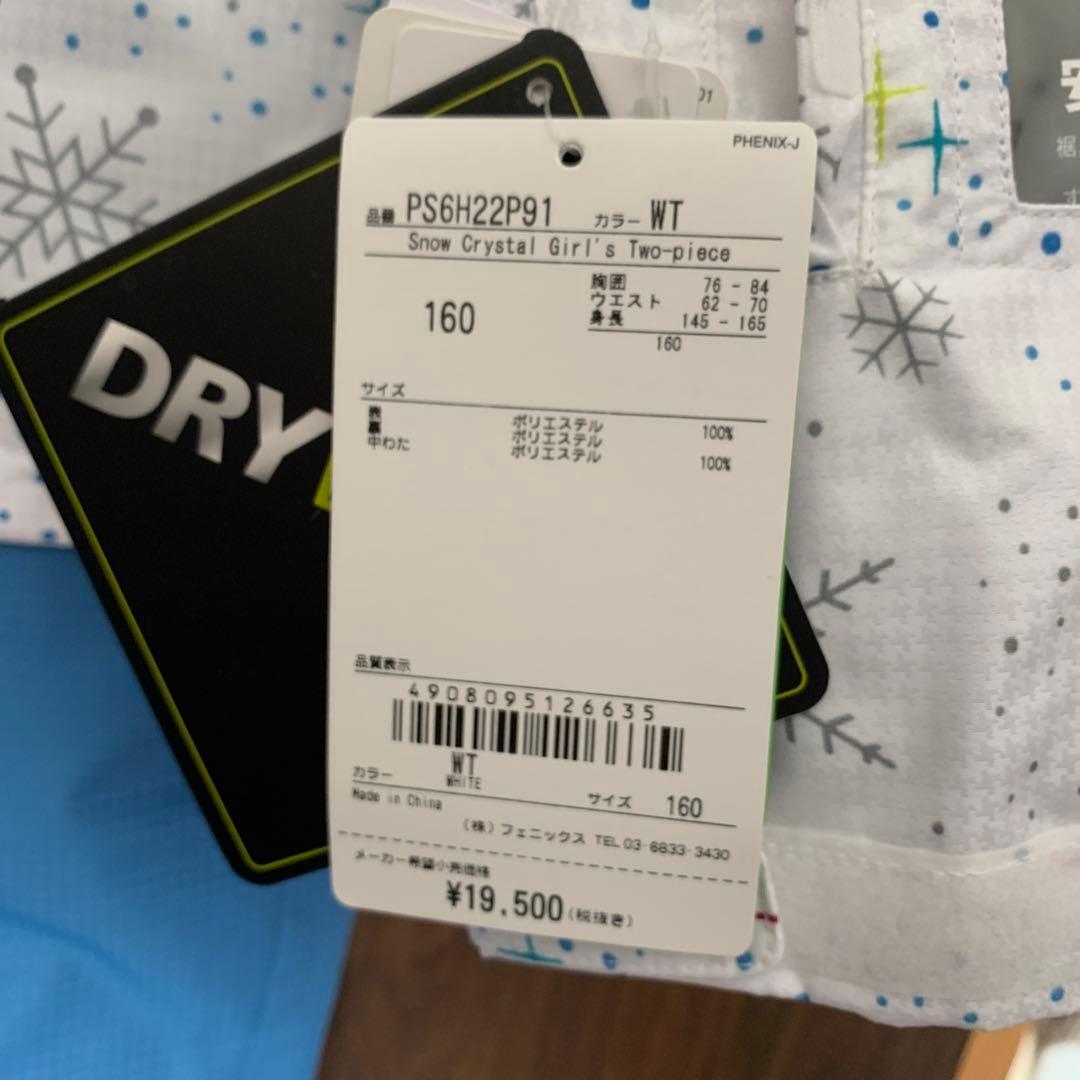 DRY
PHENIX-J
品番 PS6H22P91 カラー WT
Snow Crystal Girl's Two-piece
160
胸囲 76 - 84
ウエスト 62 - 70
身長 145 - 165
160
サイズ
表 ポリエステル 100%
裏 ポリエステル
中わた ポリエステル 100%
品質表示
4908095126635
WT
WHITE
カラー サイズ 160
Made in China
(株)フェニックス TEL 03-6833-3430
メーカー希望小売価格
¥19,500(税抜き)
裾